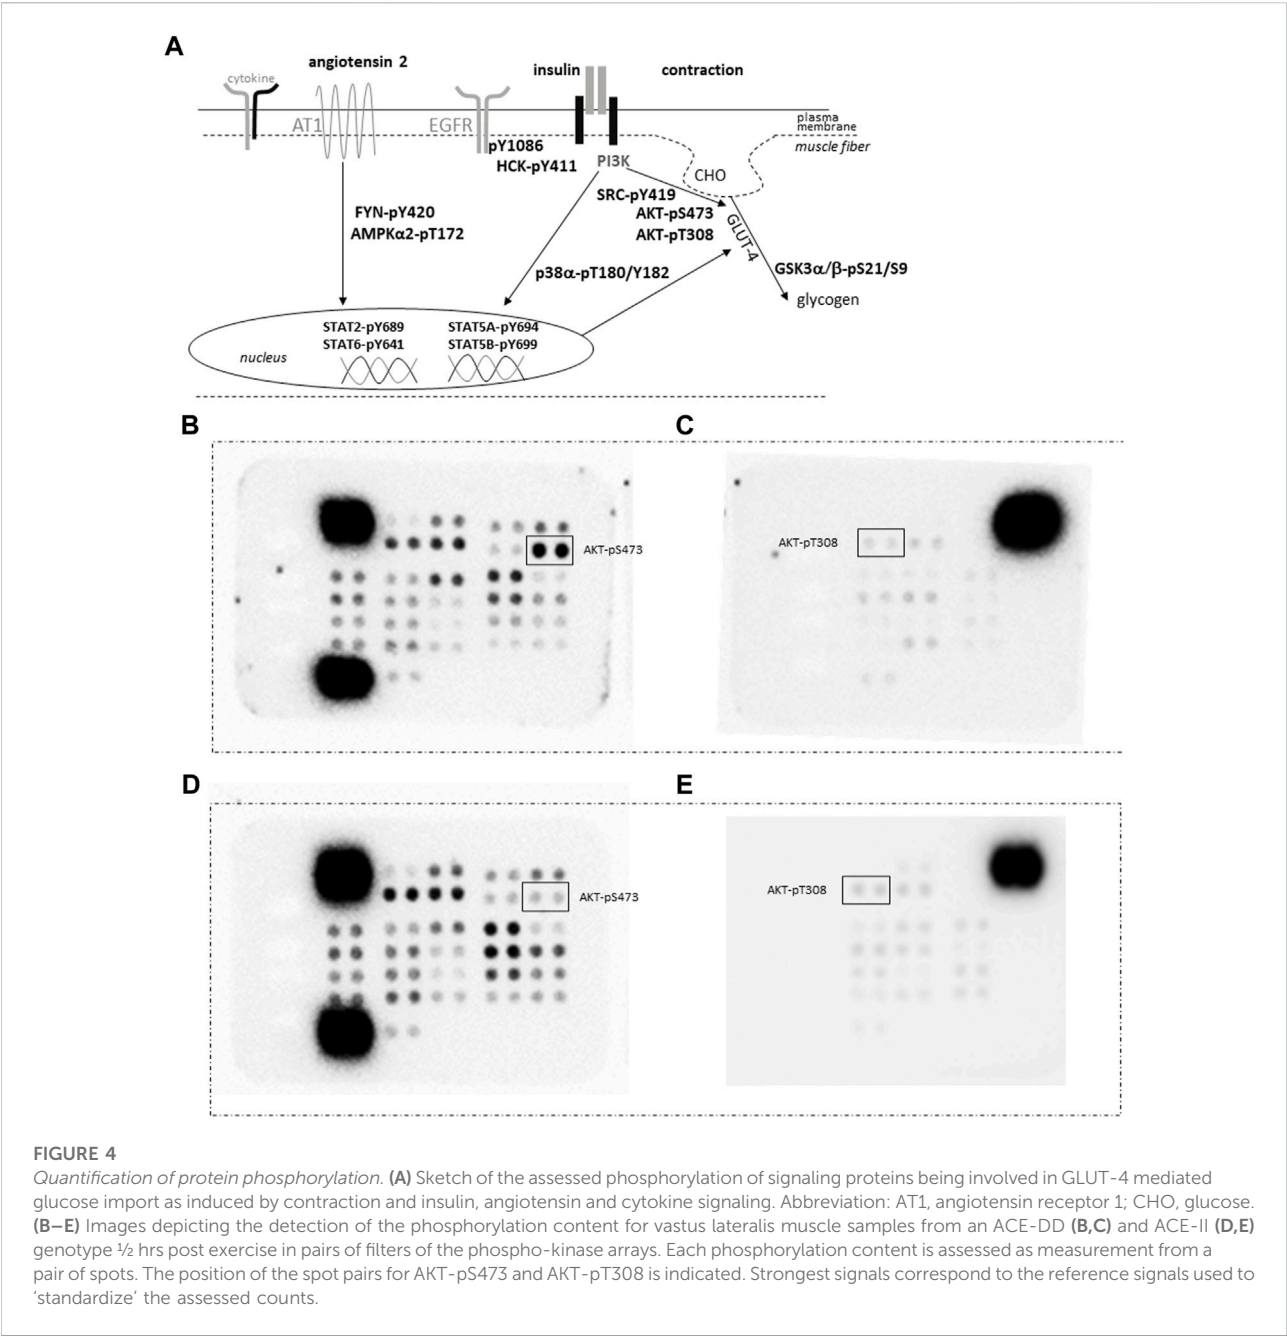 A
angiotensin 2
insulin
contraction
cytokine
AT1
EGFR
plasma
membrane
muscle fiber
pY1086
HCK-pY411
PI3K
CHO
SRC-pY419
AKT-pS473
AKT-pT308
GLUT-4
FYN-pY420
AMPKα2-pT172
p38α-pT180/Y182
GSK3α/β-pS21/S9
glycogen
STAT2-pY689
STAT6-pY641
STAT5A-pY694
STAT5B-pY699
nucleus
B
C
AKT-pS473
AKT-pT308
D
E
AKT-pS473
AKT-pT308
FIGURE 4
Quantification of protein phosphorylation. (A) Sketch of the assessed phosphorylation of signaling proteins being involved in GLUT-4 mediated
glucose import as induced by contraction and insulin, angiotensin and cytokine signaling. Abbreviation: AT1, angiotensin receptor 1; CHO, glucose.
(B–E) Images depicting the detection of the phosphorylation content for vastus lateralis muscle samples from an ACE-DD (B,C) and ACE-II (D,E)
genotype ½ hrs post exercise in pairs of filters of the phospho-kinase arrays. Each phosphorylation content is assessed as measurement from a
pair of spots. The position of the spot pairs for AKT-pS473 and AKT-pT308 is indicated. Strongest signals correspond to the reference signals used to
‘standardize’ the assessed counts.